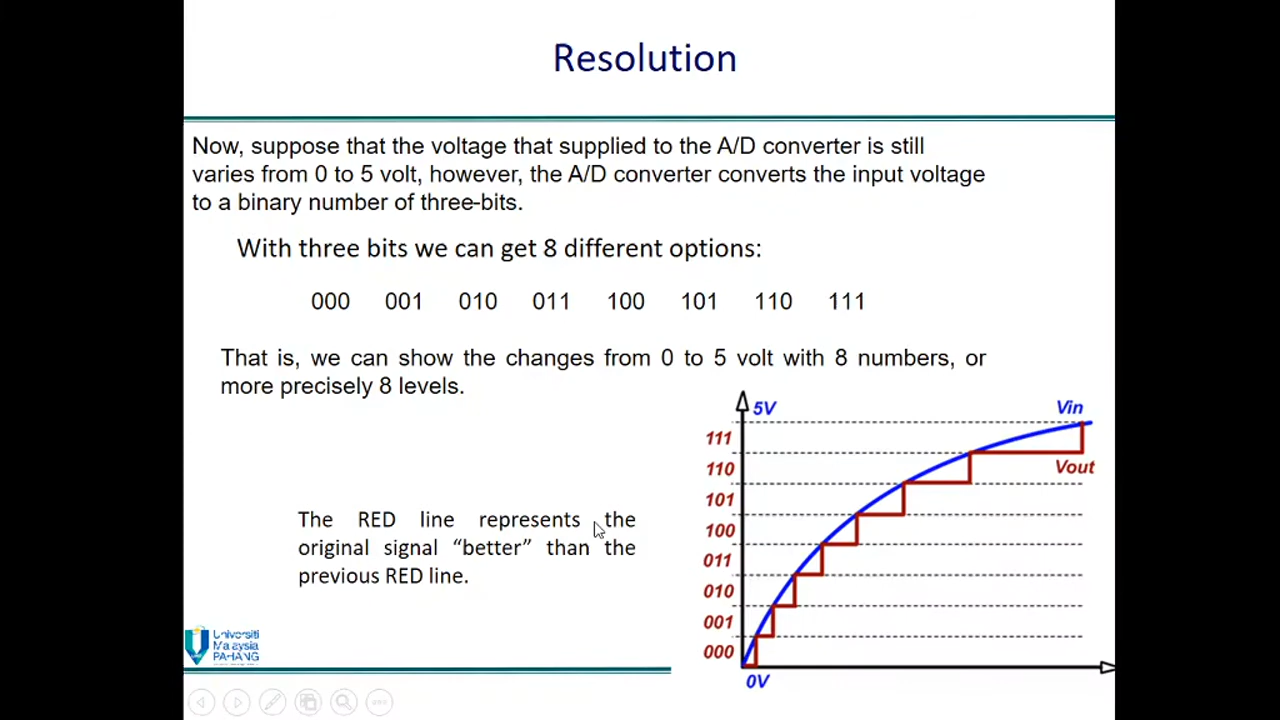 Resolution
Now, suppose that the voltage that supplied to the A/D converter is still
varies from 0 to 5 volt, however, the A/D converter converts the input voltage
to a binary number of three-bits.
With three bits we can get 8 different options:
000 001 010 011 100 101 110 111
That is, we can show the changes from 0 to 5 volt with 8 numbers, or
more precisely 8 levels.
The RED line represents the
original signal “better” than the
previous RED line.
5V
Vin
111
110
Vout
101
100
011
010
001
000
0V
Universiti
Malaysia
PAHANG